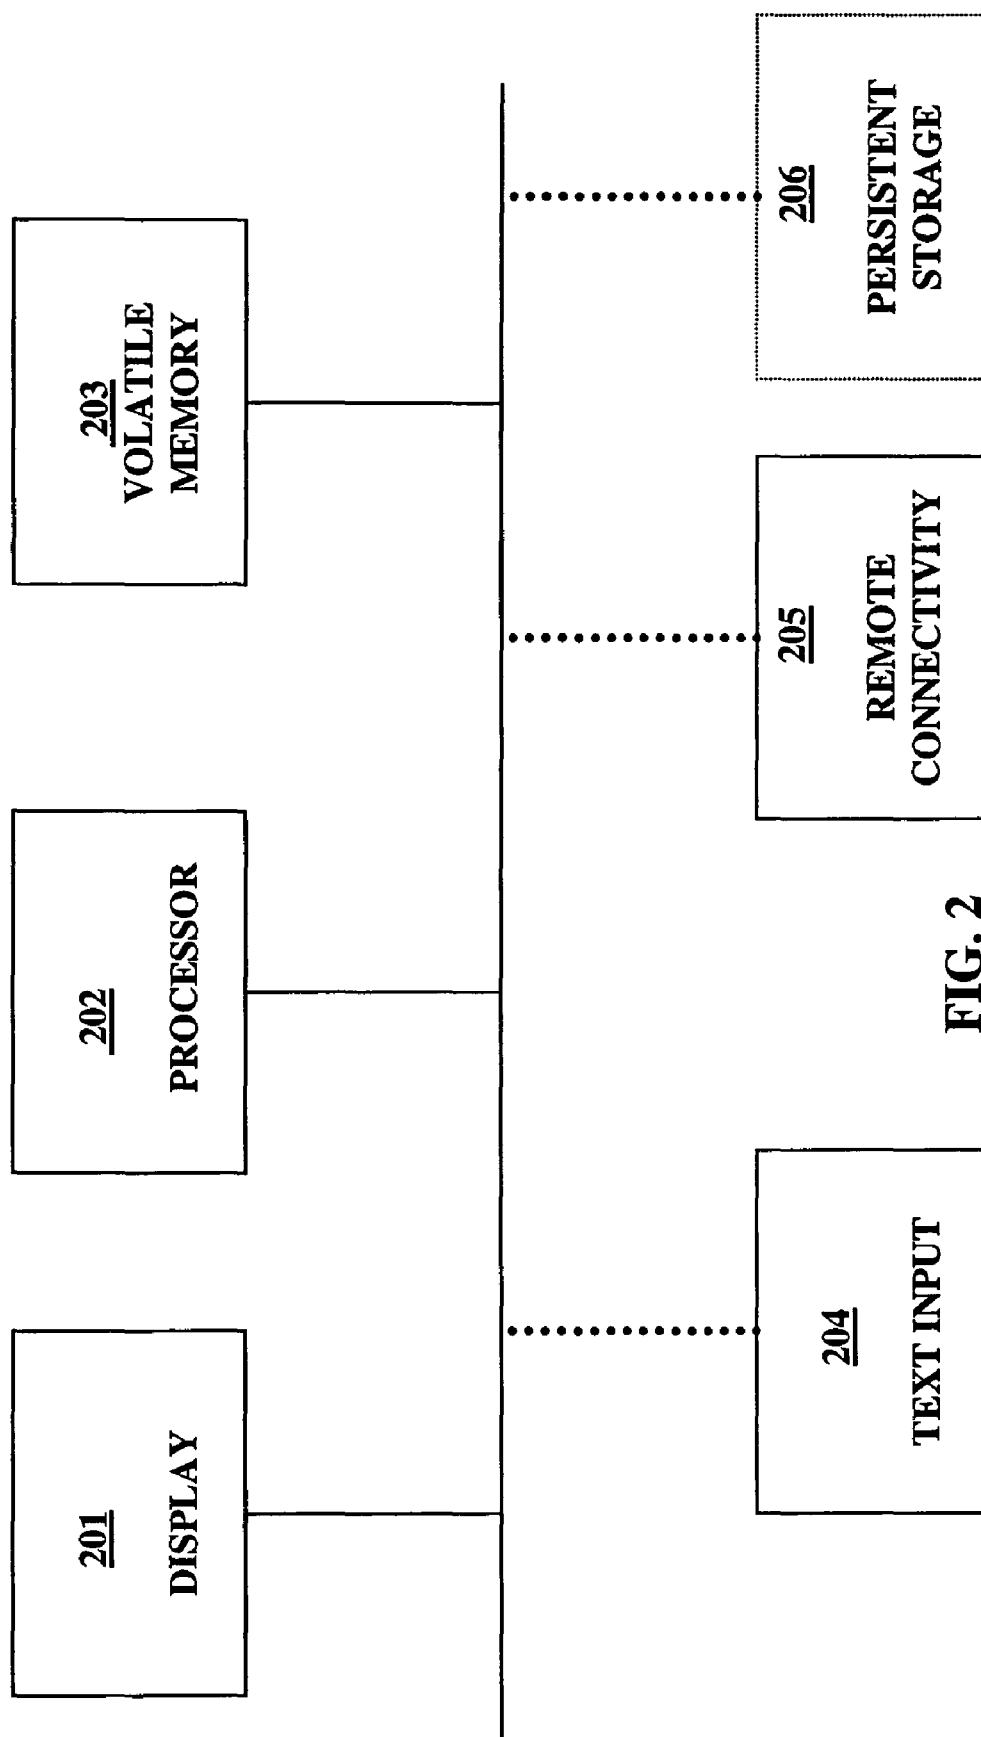 201
DISPLAY
202
PROCESSOR
203
VOLATILE
MEMORY
204
TEXT INPUT
205
REMOTE
CONNECTIVITY
206
PERSISTENT
STORAGE
FIG. 2